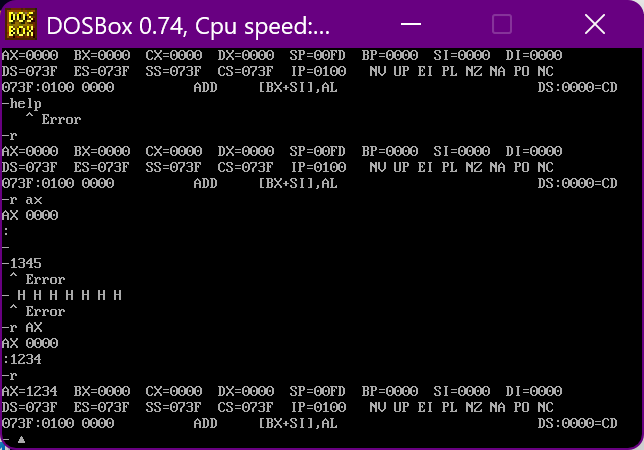 DOS
BOX
DOSBox 0.74, Cpu speed:...
AX=0000  BX=0000  CX=0000  DX=0000  SP=00FD  BP=0000  SI=0000  DI=0000
DS=073F  ES=073F  SS=073F  CS=073F  IP=0100   NV UP EI PL NZ NA PO NC
073F:0100 0000          ADD     [BX+SI],AL                         DS:0000=CD
-help
   ^ Error
-r
AX=0000  BX=0000  CX=0000  DX=0000  SP=00FD  BP=0000  SI=0000  DI=0000
DS=073F  ES=073F  SS=073F  CS=073F  IP=0100   NV UP EI PL NZ NA PO NC
073F:0100 0000          ADD     [BX+SI],AL                         DS:0000=CD
-r ax
AX 0000
:
-
-1345
 ^ Error
- H H H H H H H
 ^ Error
-r AX
AX 0000
:1234
-r
AX=1234  BX=0000  CX=0000  DX=0000  SP=00FD  BP=0000  SI=0000  DI=0000
DS=073F  ES=073F  SS=073F  CS=073F  IP=0100   NV UP EI PL NZ NA PO NC
073F:0100 0000          ADD     [BX+SI],AL                         DS:0000=CD
- ▲